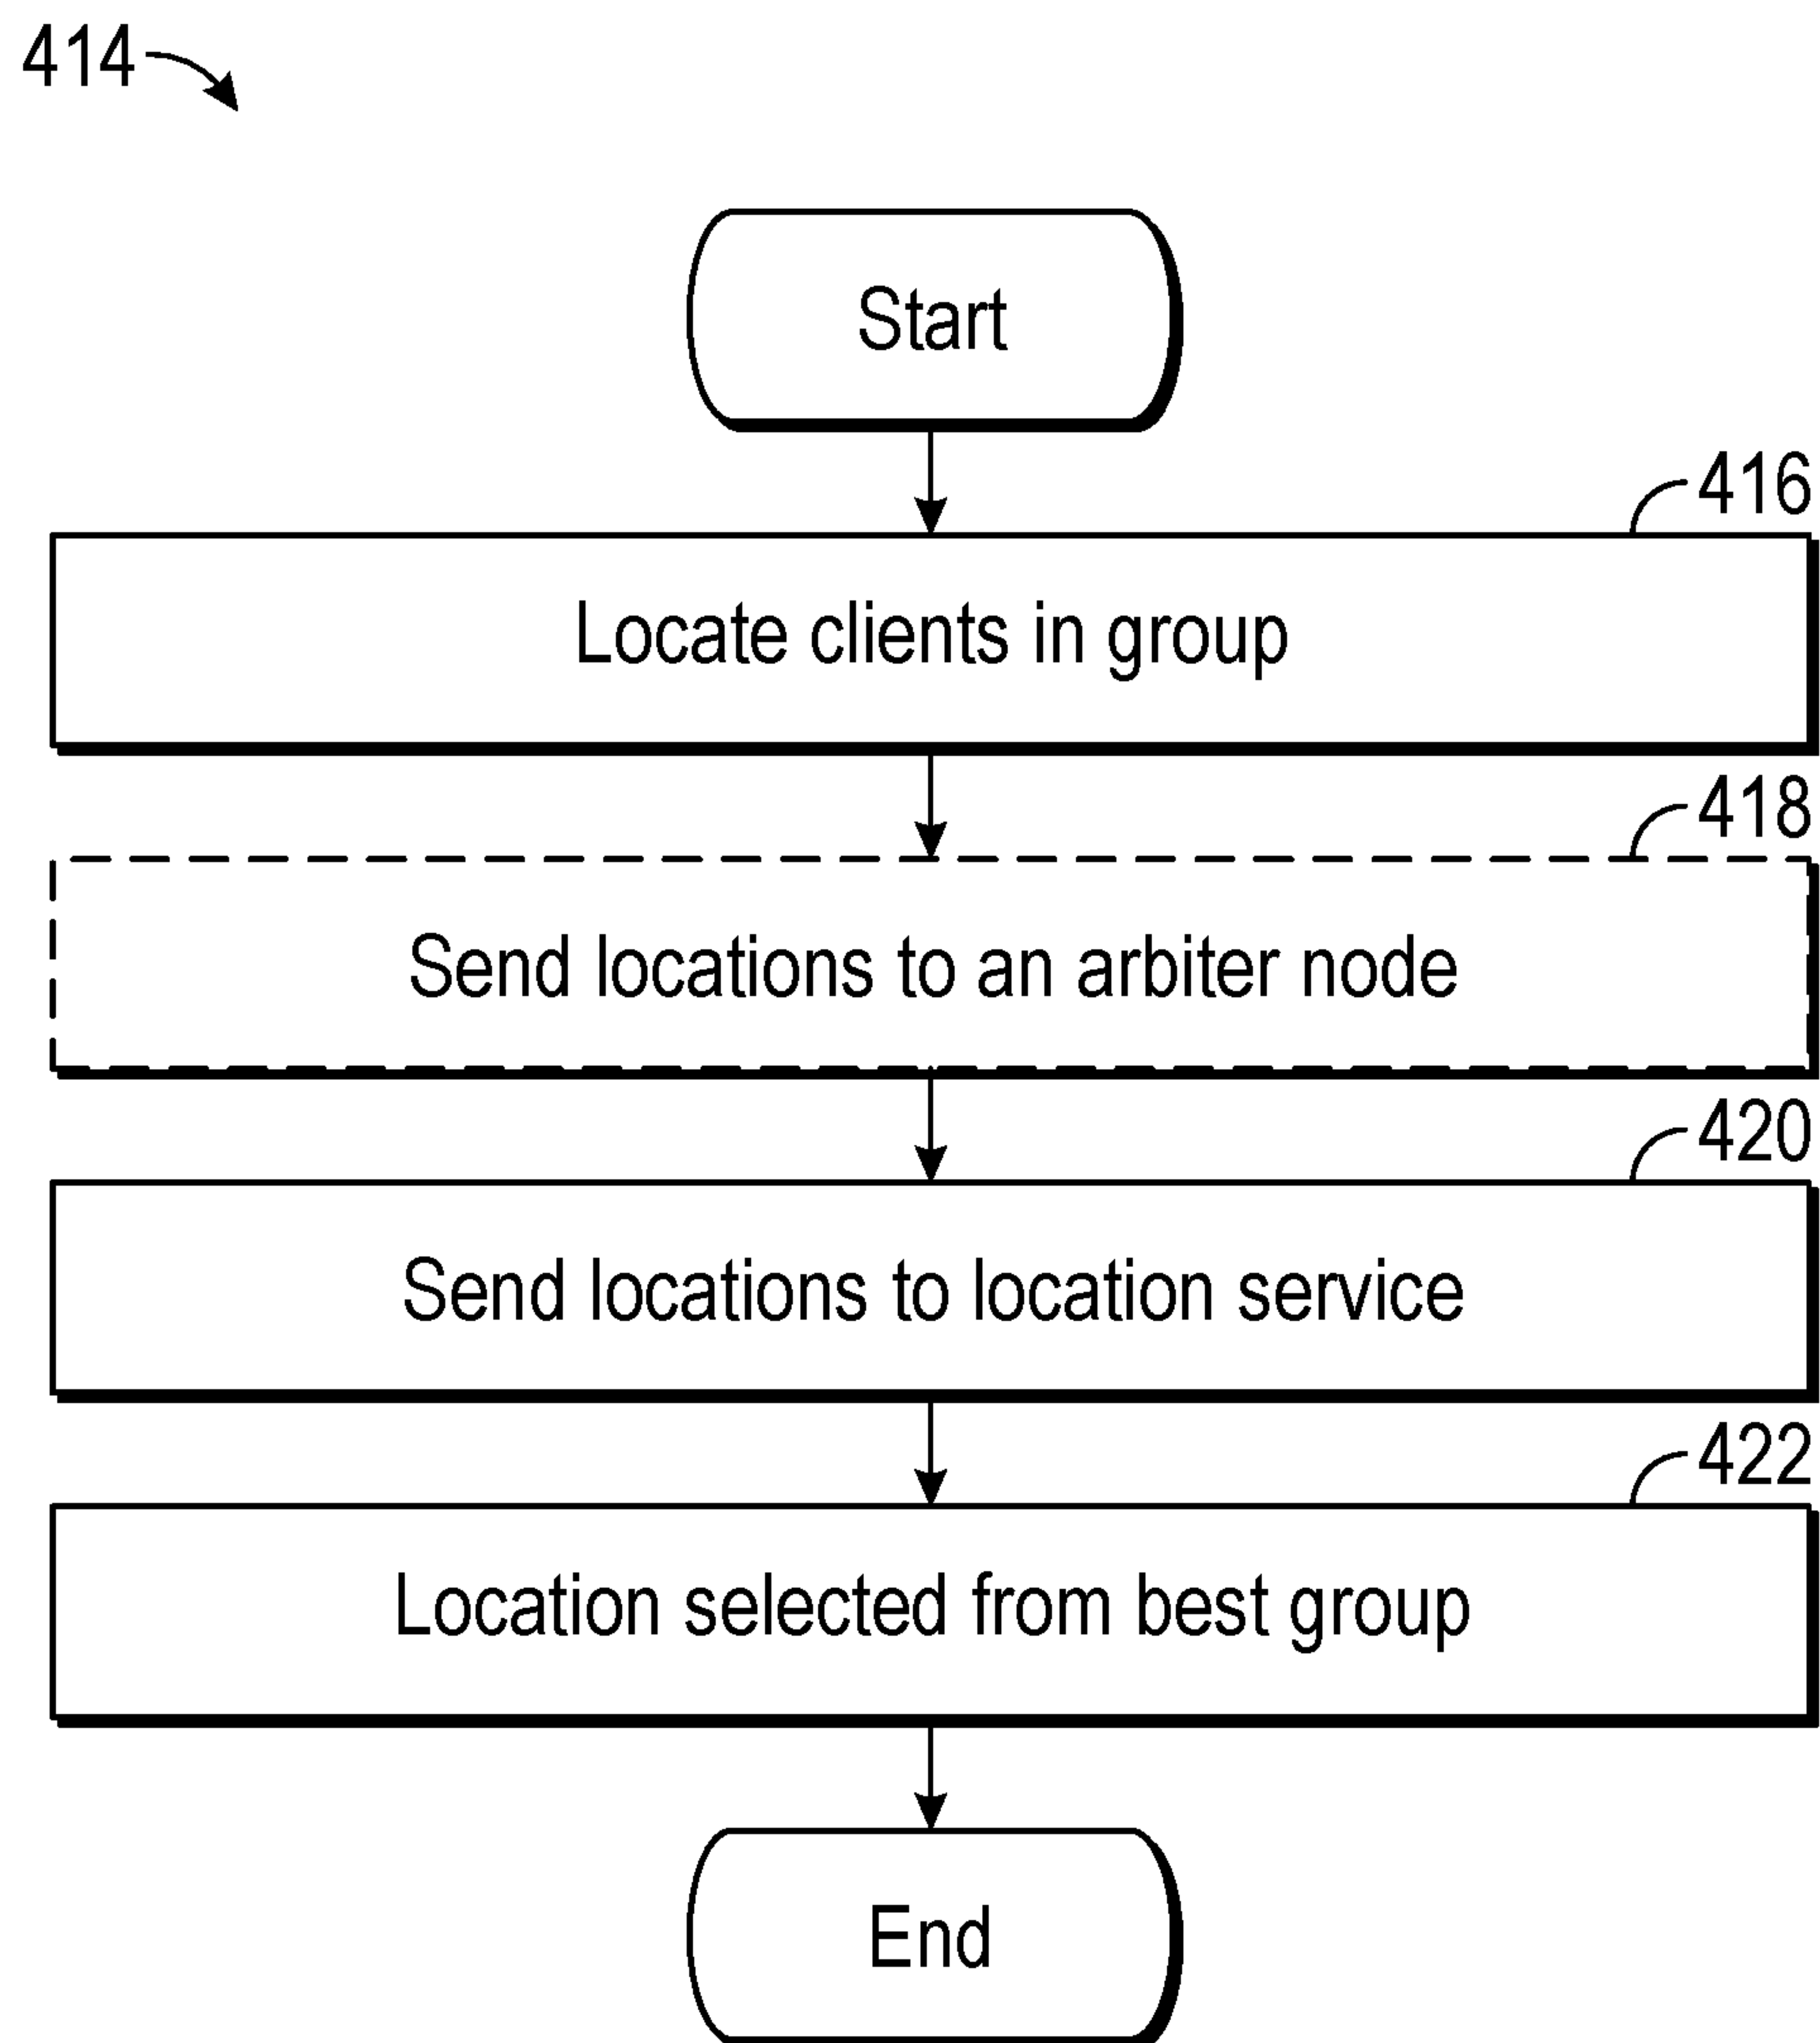 414
Start
416
Locate clients in group
418
Send locations to an arbiter node
420
Send locations to location service
422
Location selected from best group
End